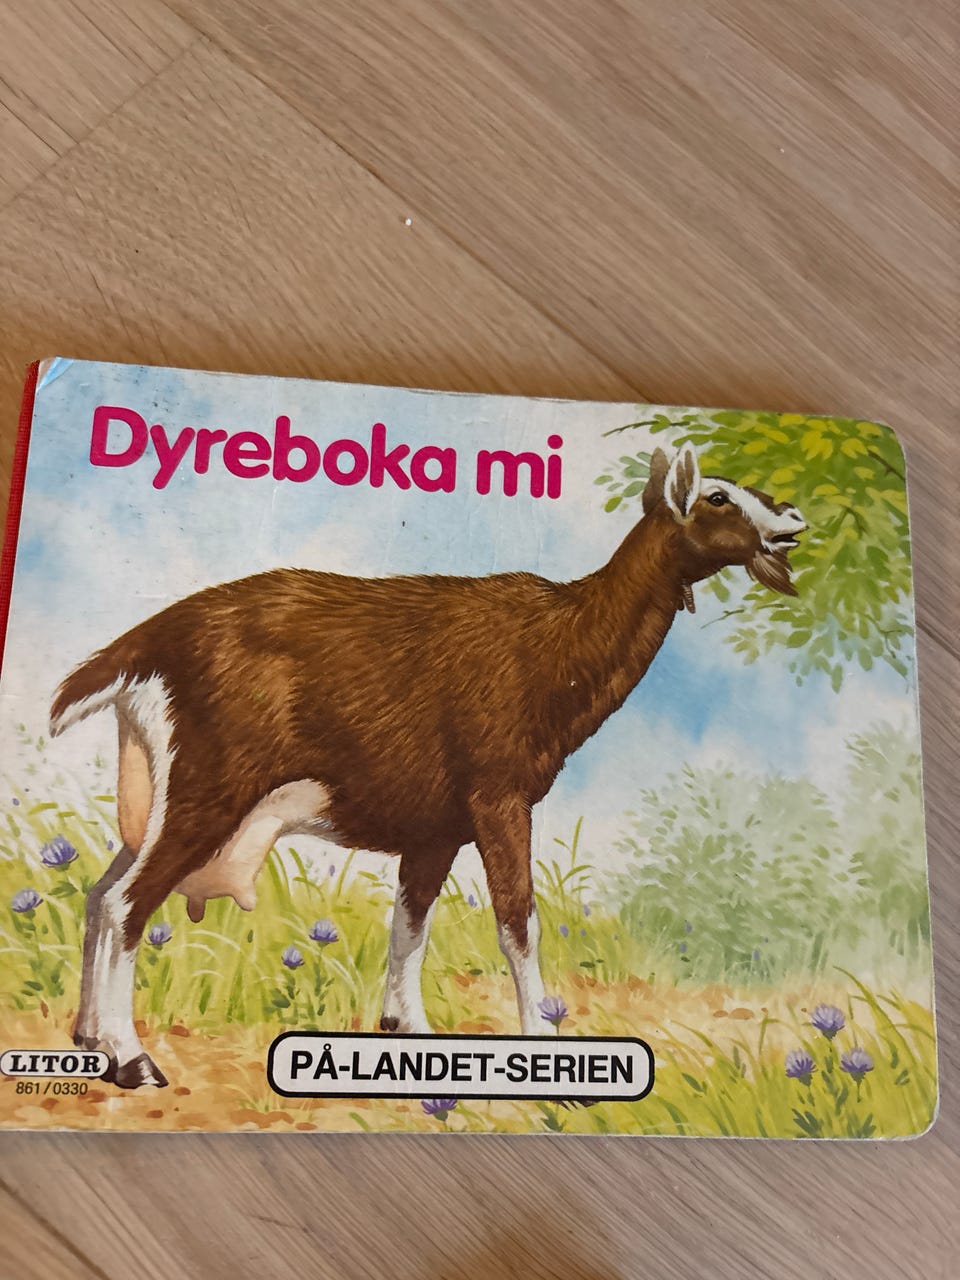 Dyreboka mi
LITOR
861/0330
PÅ-LANDET-SERIEN